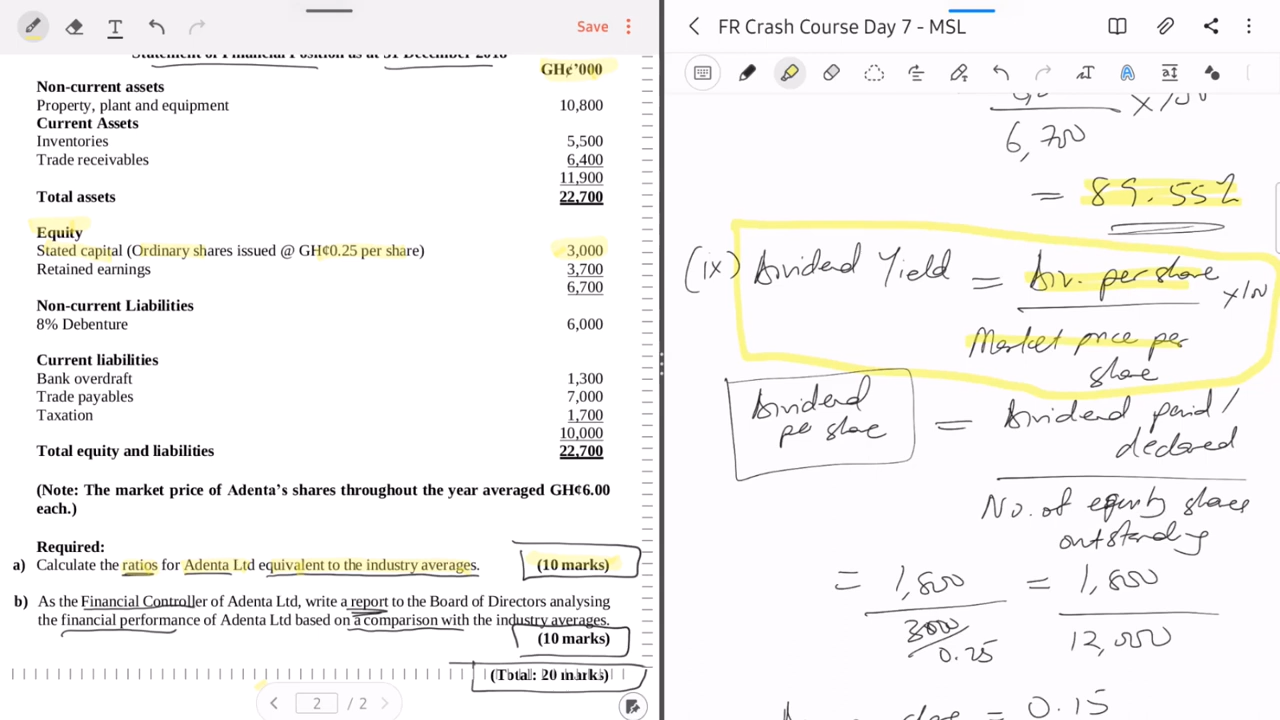 Save
FR Crash Course Day 7 - MSL
Statement of Financial Position as at 31 December 2018
GH¢'000
Non-current assets
Property, plant and equipment 10,800
Current Assets
Inventories 5,500
Trade receivables 6,400
11,900
Total assets 22,700
Equity
Stated capital (Ordinary shares issued @ GH¢0.25 per share) 3,000
Retained earnings 3,700
6,700
Non-current Liabilities
8% Debenture 6,000
Current liabilities
Bank overdraft 1,300
Trade payables 7,000
Taxation 1,700
10,000
Total equity and liabilities 22,700
(Note: The market price of Adenta's shares throughout the year averaged GH¢6.00
each.)
Required:
a) Calculate the ratios for Adenta Ltd equivalent to the industry averages. (10 marks)
b) As the Financial Controller of Adenta Ltd, write a report to the Board of Directors analysing
the financial performance of Adenta Ltd based on a comparison with the industry averages.
(10 marks)
(Total: 20 marks)
2 / 2
x100
6,700
= 89.55%
(ix) Dividend Yield = Div. per share x100
Market price per
share
Dividend
per share
= Dividend paid/
declared
No. of equity shares
outstanding
= 1,800 = 1,800
3000 12,000
0.25
= 0.15